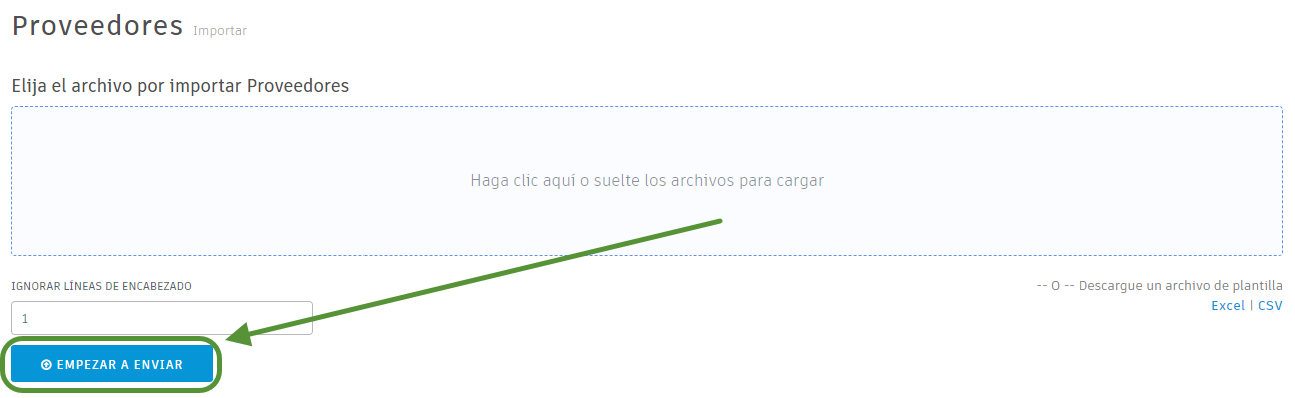 Proveedores Importar
Elija el archivo por importar Proveedores
Haga clic aquí o suelte los archivos para cargar
IGNORAR LÍNEAS DE ENCABEZADO
-- O -- Descargue un archivo de plantilla
Excel | CSV
1
EMPEZAR A ENVIAR